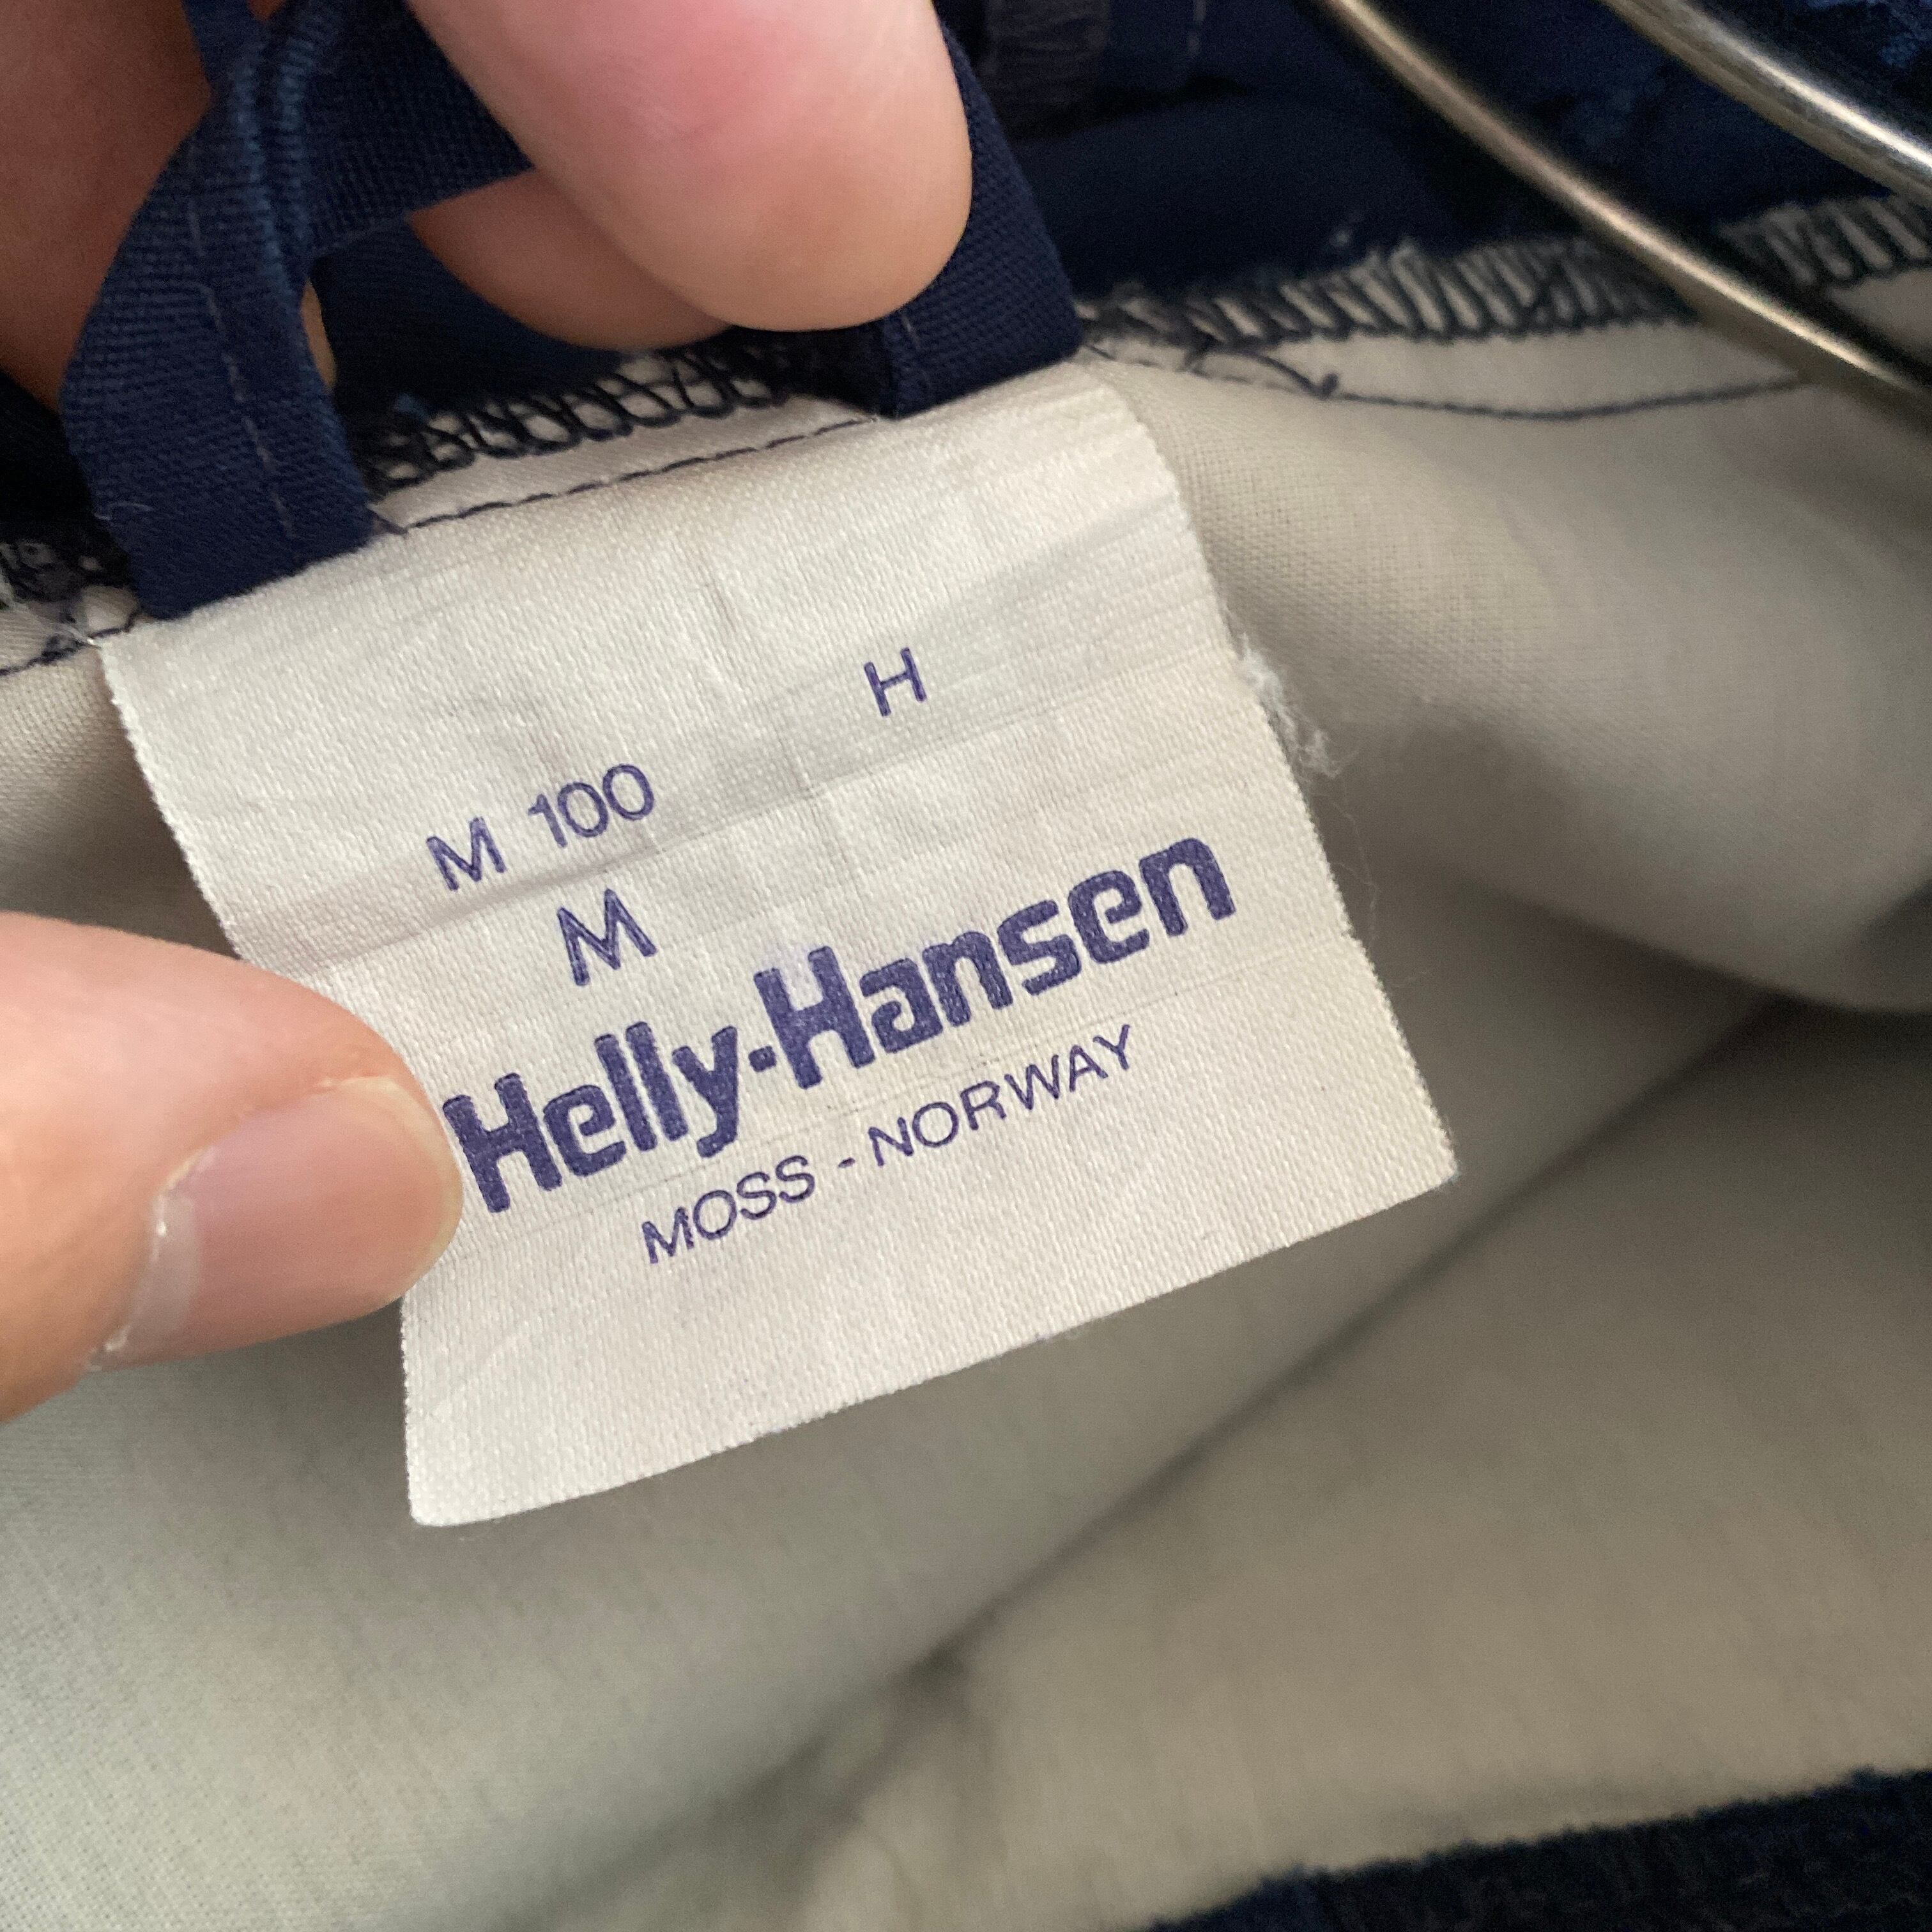 H
M 100
M
Helly-Hansen
MOSS - NORWAY